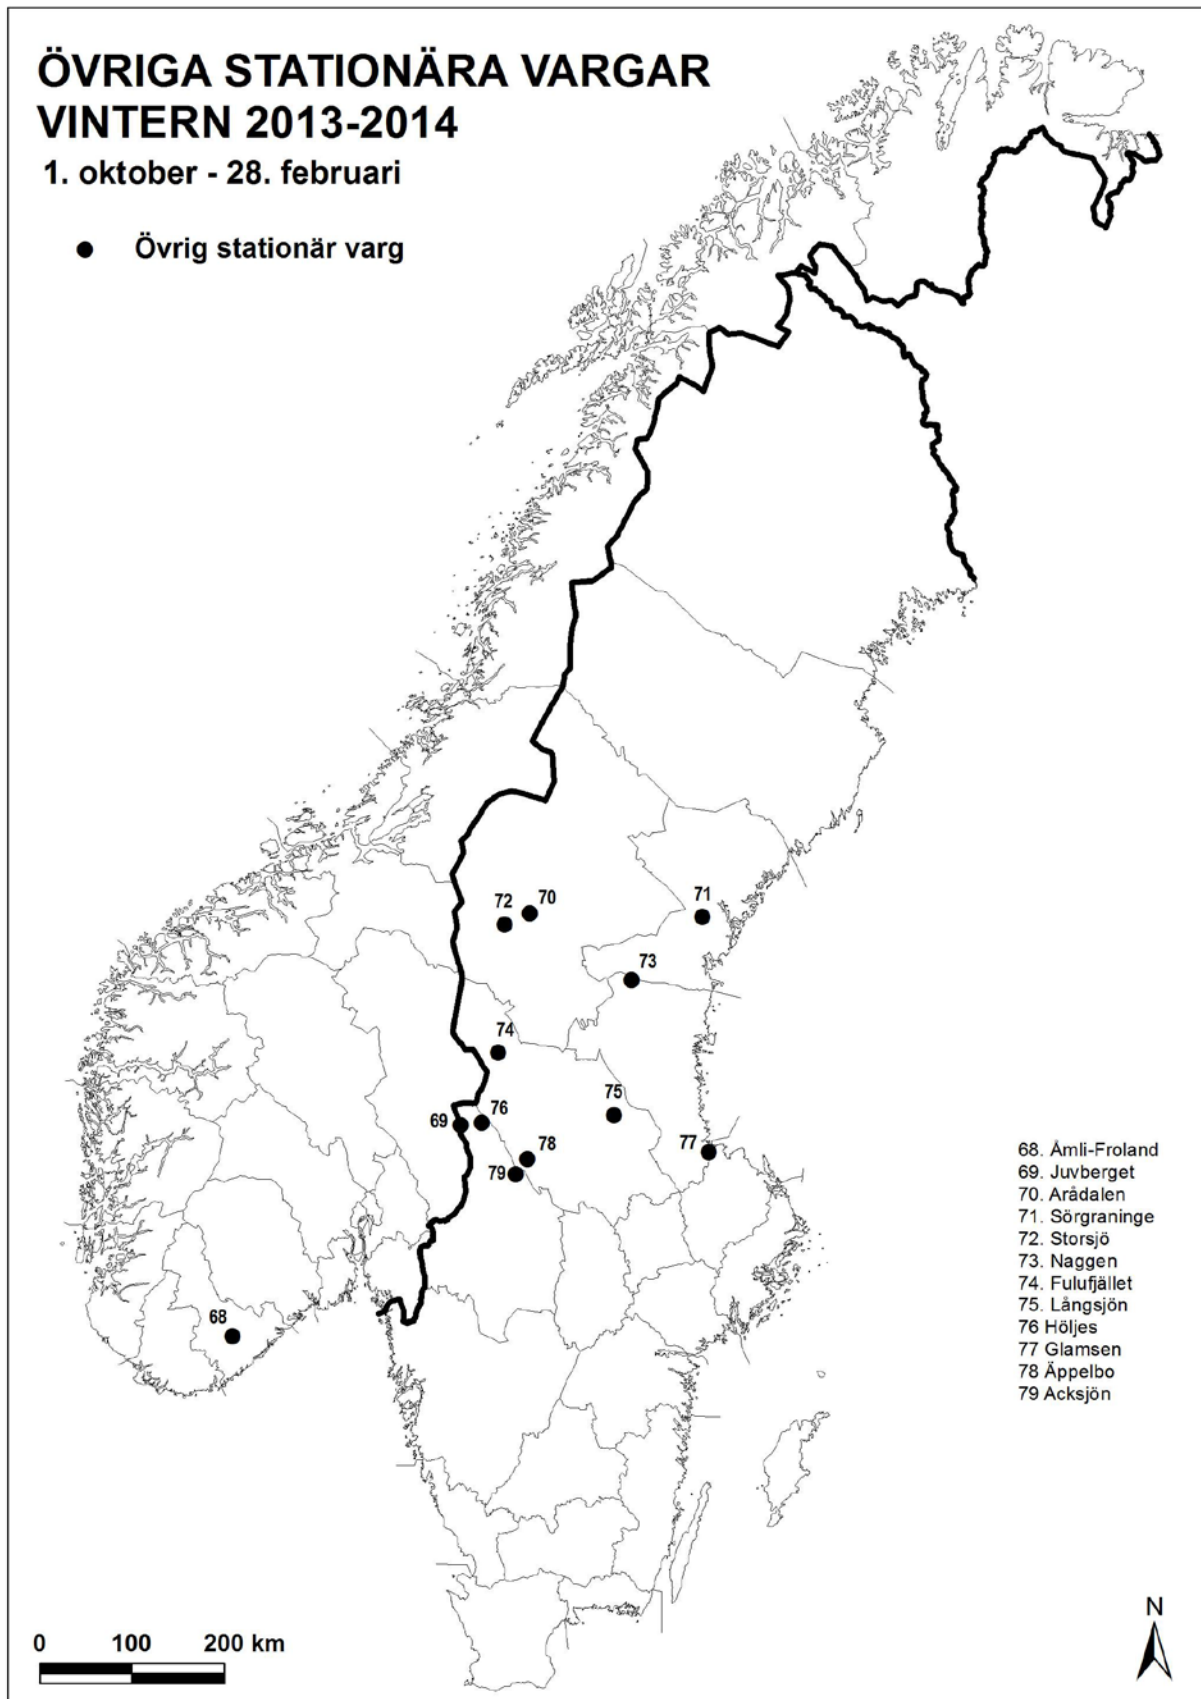 ÖVRIGA STATIONÄRA VARGAR
VINTERN 2013-2014
1. oktober - 28. februari
Övrig stationär varg
72
70
71
73
74
75
69
76
78
77
79
68
68. Åmli-Froland
69. Juvberget
70. Arådalen
71. Sörgraninge
72. Storsjö
73. Naggen
74. Fulufjället
75. Långsjön
76 Höljes
77 Glamsen
78 Äppelbo
79 Acksjön
N
0 100 200 km